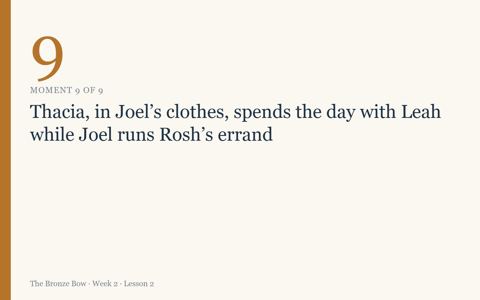 9
MOMENT 9 OF 9
Thacia, in Joel’s clothes, spends the day with Leah
while Joel runs Rosh’s errand
The Bronze Bow · Week 2 · Lesson 2